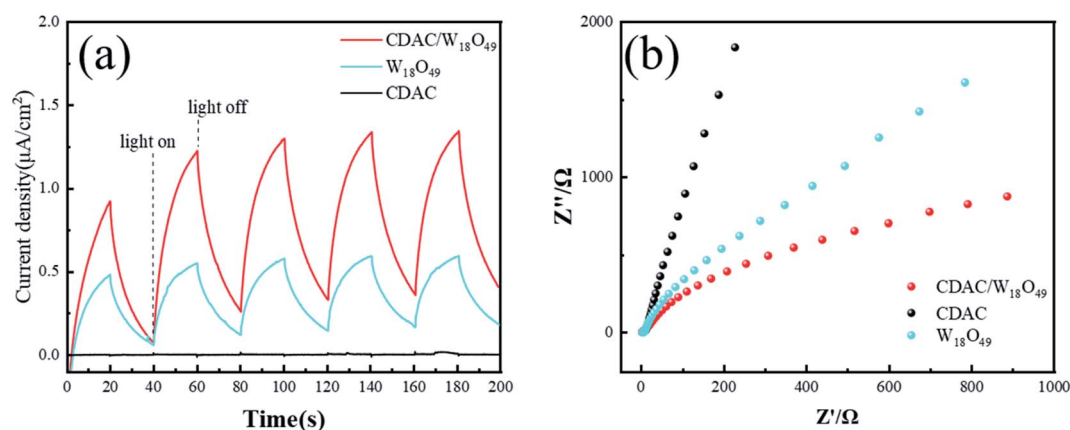 (a)
CDAC/W₁₈O₄₉
W₁₈O₄₉
CDAC
light on
light off
2.0
1.5
1.0
0.5
0.0
Current density(μA/cm²)
0 20 40 60 80 100 120 140 160 180 200
Time(s)
(b)
2000
1000
0
Z''/Ω
CDAC/W₁₈O₄₉
CDAC
W₁₈O₄₉
0 200 400 600 800 1000
Z'/Ω